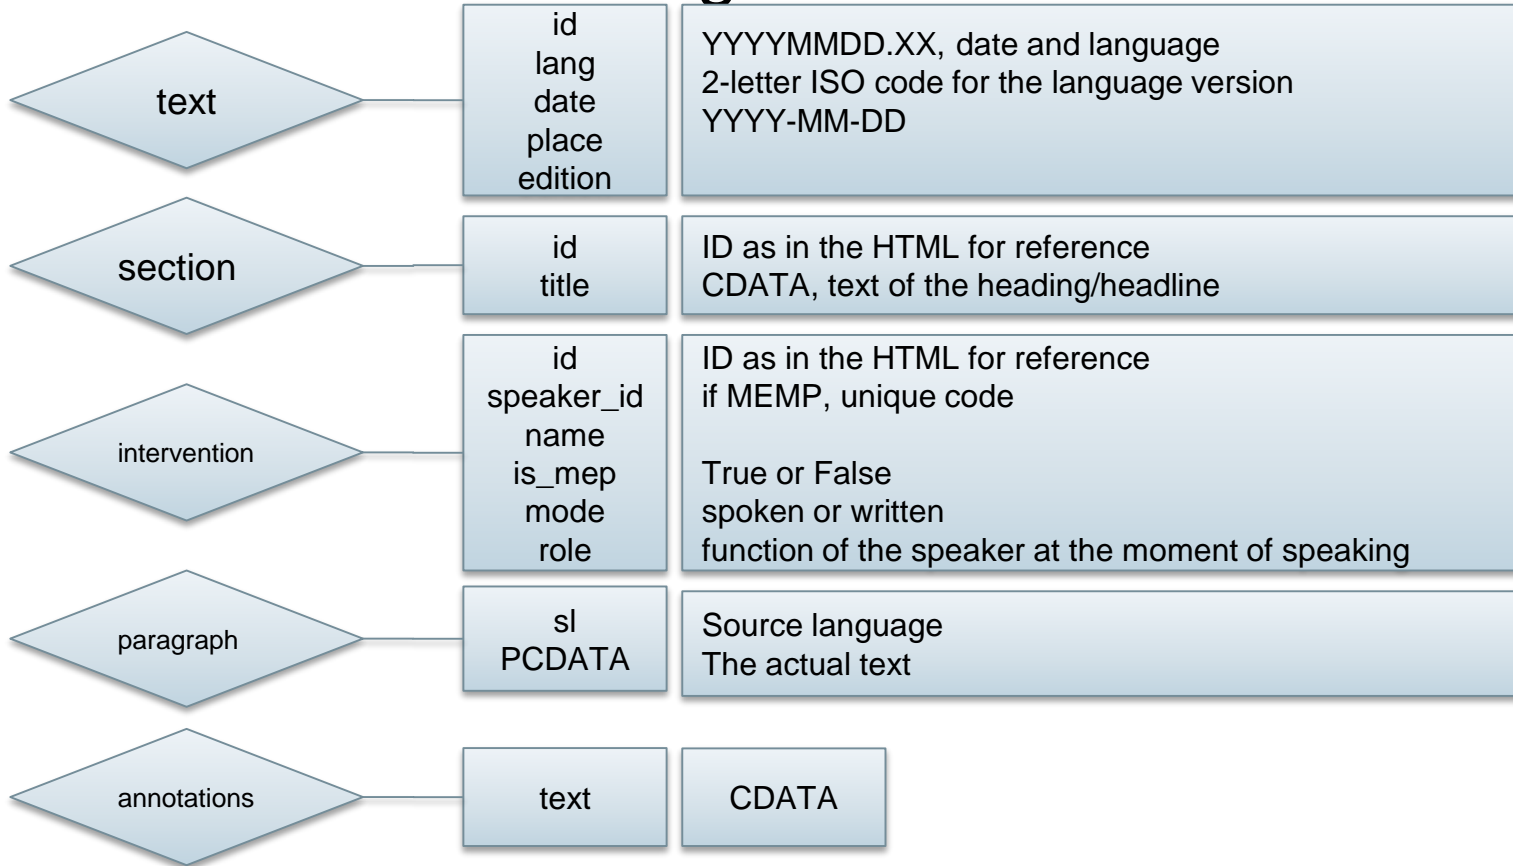 text
id
lang
date
place
edition
YYYYMMDD.XX, date and language
2-letter ISO code for the language version
YYYY-MM-DD
section
id
title
ID as in the HTML for reference
CDATA, text of the heading/headline
intervention
id
speaker_id
name
is_mep
mode
role
ID as in the HTML for reference
if MEMP, unique code
True or False
spoken or written
function of the speaker at the moment of speaking
paragraph
sl
PCDATA
Source language
The actual text
annotations
text
CDATA